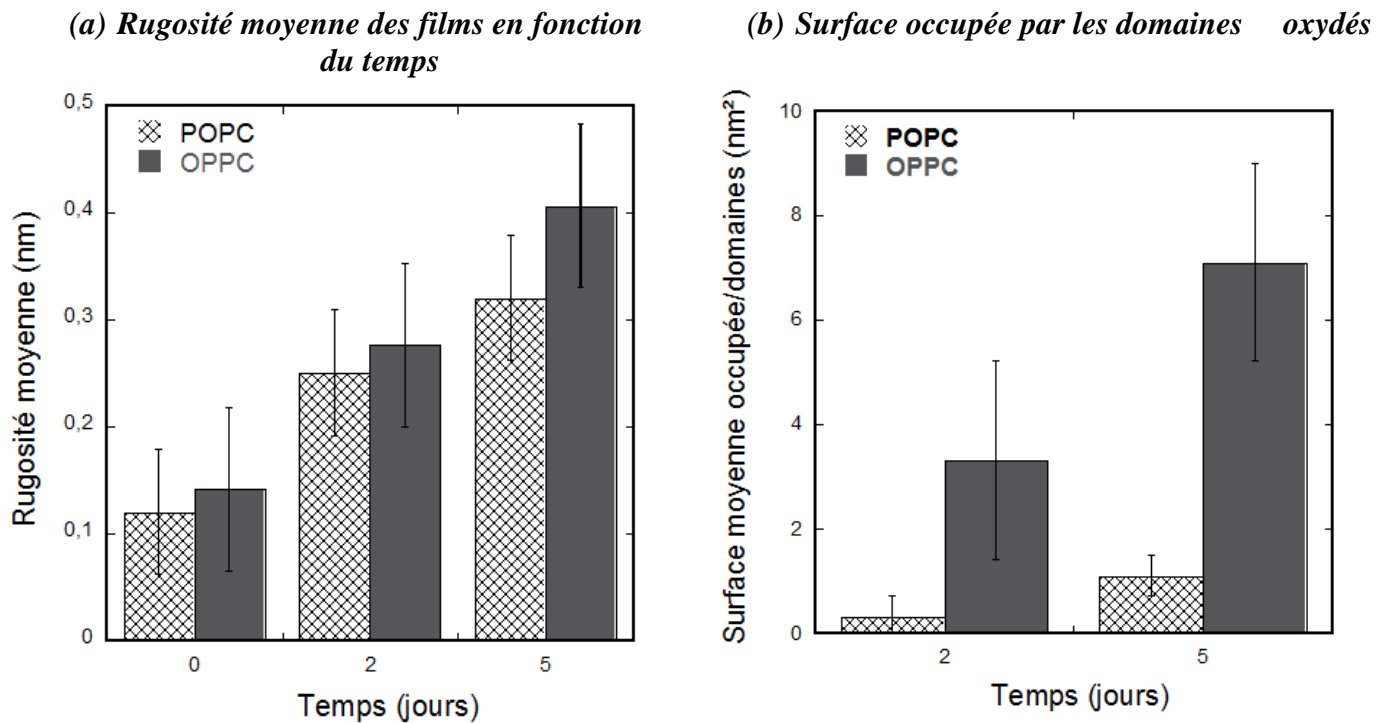 (a) Rugosité moyenne des films en fonction
du temps
0,5
0,4
0,3
0,2
0,1
0
Rugosité moyenne (nm)
POPC
OPPC
0
2
5
Temps (jours)
(b) Surface occupée par les domaines oxydés
10
8
6
4
2
0
Surface moyenne occupée/domaines (nm²)
POPC
OPPC
2
5
Temps (jours)